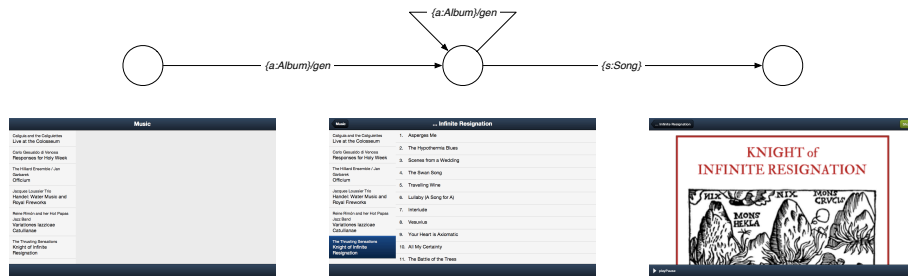 {a:Album}/gen
{a:Album}/gen
{s:Song}
Music
Caligula and the Caligulettes
Live at the Colosseum
Carlo Gesualdo di Venosa
Responses for Holy Week
The Hilliard Ensemble / Jan
Garbarek
Officium
Jacques Loussier Trio
Handel: Water Music and
Royal Fireworks
Reine Rimón and her Hot Papas
Jazz Band
Variationes Iazzicae
Catullianae
The Thrusting Sensations
Knight of Infinite
Resignation
Music
... Infinite Resignation
Caligula and the Caligulettes
Live at the Colosseum
Carlo Gesualdo di Venosa
Responses for Holy Week
The Hilliard Ensemble / Jan
Garbarek
Officium
Jacques Loussier Trio
Handel: Water Music and
Royal Fireworks
Reine Rimón and her Hot Papas
Jazz Band
Variationes Iazzicae
Catullianae
The Thrusting Sensations
Knight of Infinite
Resignation
1. Asperges Me
2. The Hypothermia Blues
3. Scenes from a Wedding
4. The Swan Song
5. Travelling Wine
6. Lullaby (A Song for A)
7. Interlude
8. Vesuvius
9. Your Heart is Axiomatic
10. All My Certainty
11. The Battle of the Trees
... Infinite Resignation
KNIGHT of
INFINITE RESIGNATION
NIX
MONS
CRVCIS
MONS
HEKLA
play/Pause